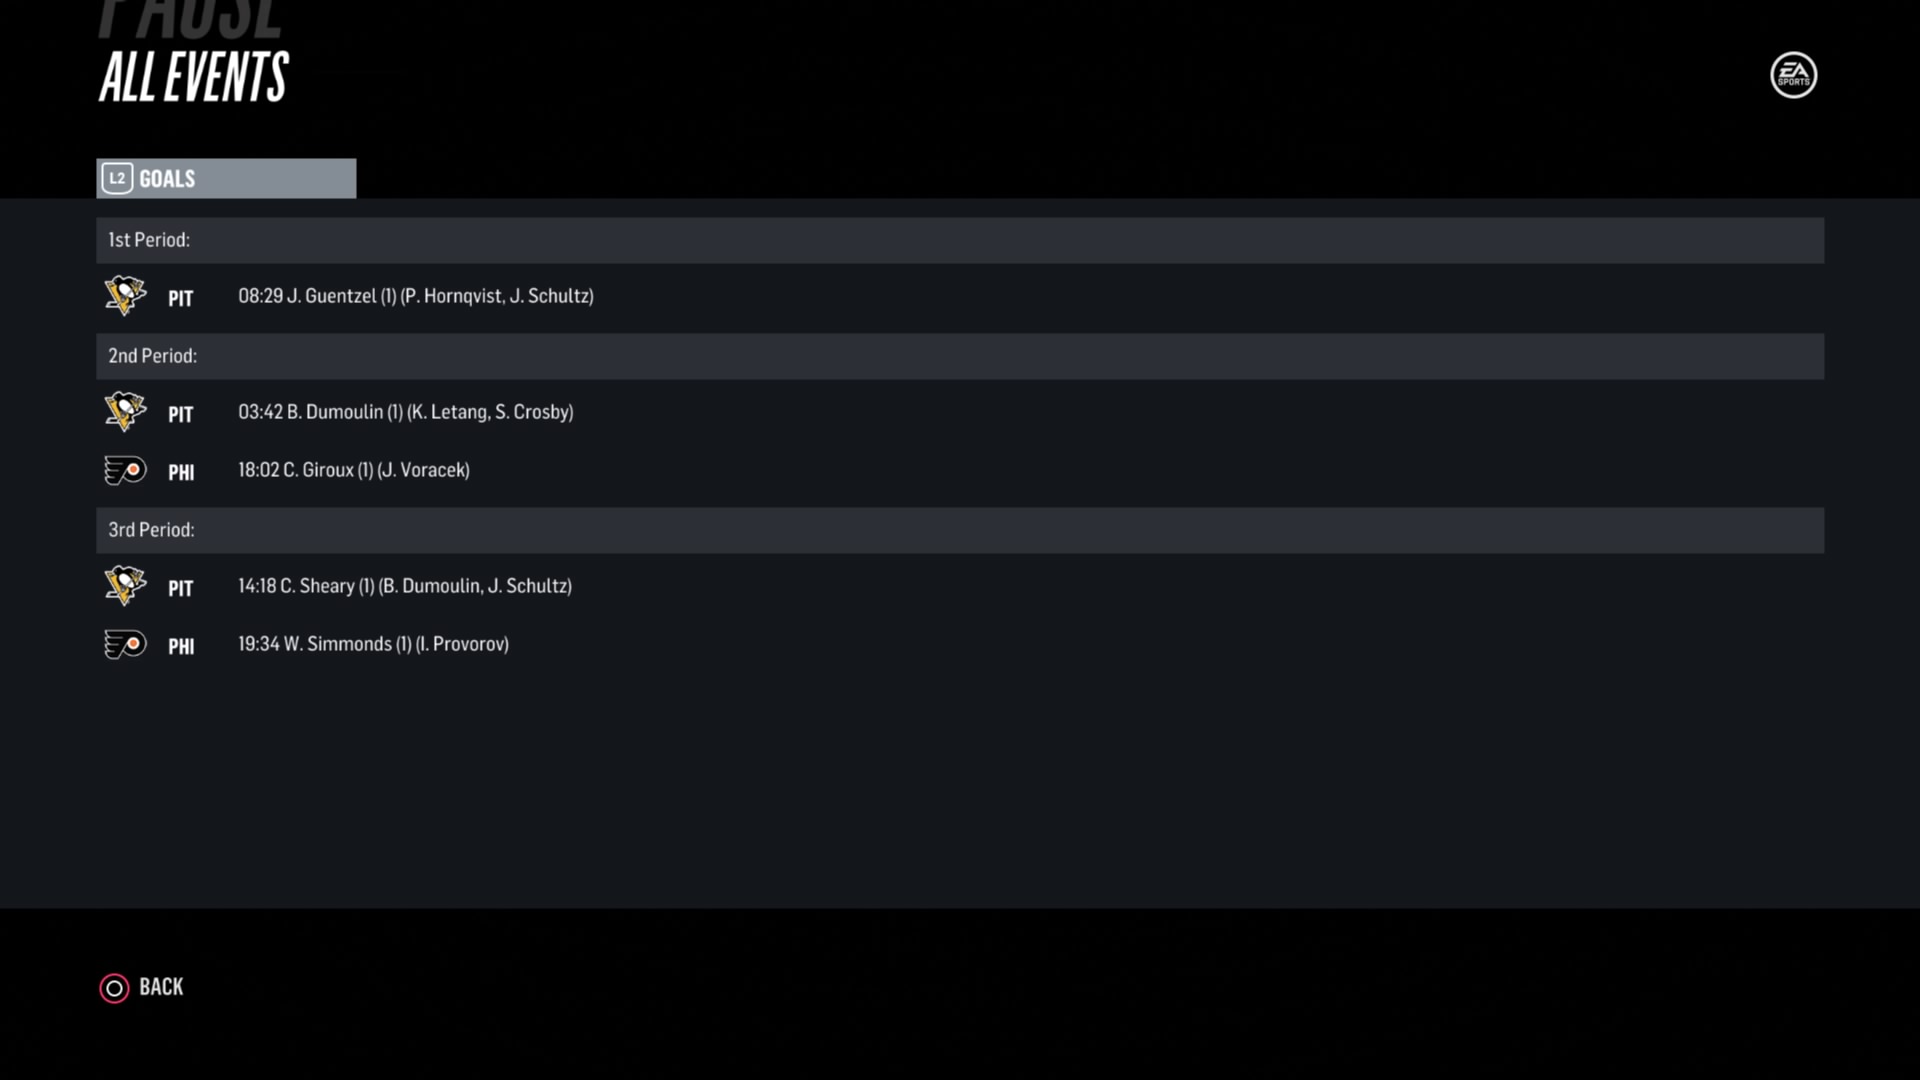 PAUSE
ALL EVENTS
EA
SPORTS
L2 GOALS
1st Period:
PIT 08:29 J. Guentzel (1) (P. Hornqvist, J. Schultz)
2nd Period:
PIT 03:42 B. Dumoulin (1) (K. Letang, S. Crosby)
PHI 18:02 C. Giroux (1) (J. Voracek)
3rd Period:
PIT 14:18 C. Sheary (1) (B. Dumoulin, J. Schultz)
PHI 19:34 W. Simmonds (1) (I. Provorov)
BACK